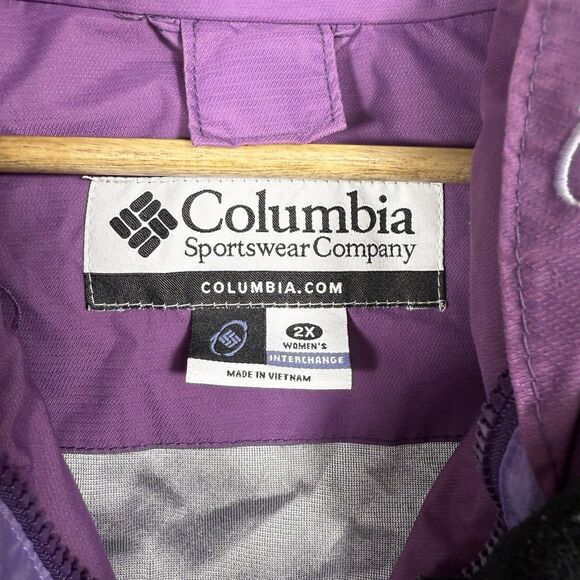 Columbia
Sportswear Company
COLUMBIA.COM
2X
WOMEN'S
INTERCHANGE
MADE IN VIETNAM